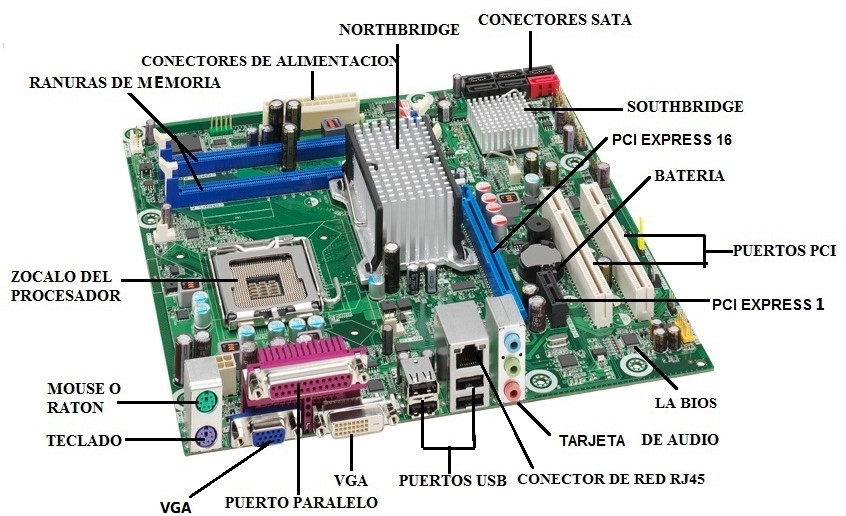 CONECTORES SATA
NORTHBRIDGE
CONECTORES DE ALIMENTACION
RANURAS DE MEMORIA
SOUTHBRIDGE
PCI EXPRESS 16
BATERIA
PUERTOS PCI
ZOCALO DEL
PROCESADOR
PCI EXPRESS 1
MOUSE O
RATON
LA BIOS
TECLADO
TARJETA DE AUDIO
VGA
PUERTOS USB
CONECTOR DE RED RJ45
PUERTO PARALELO
VGA